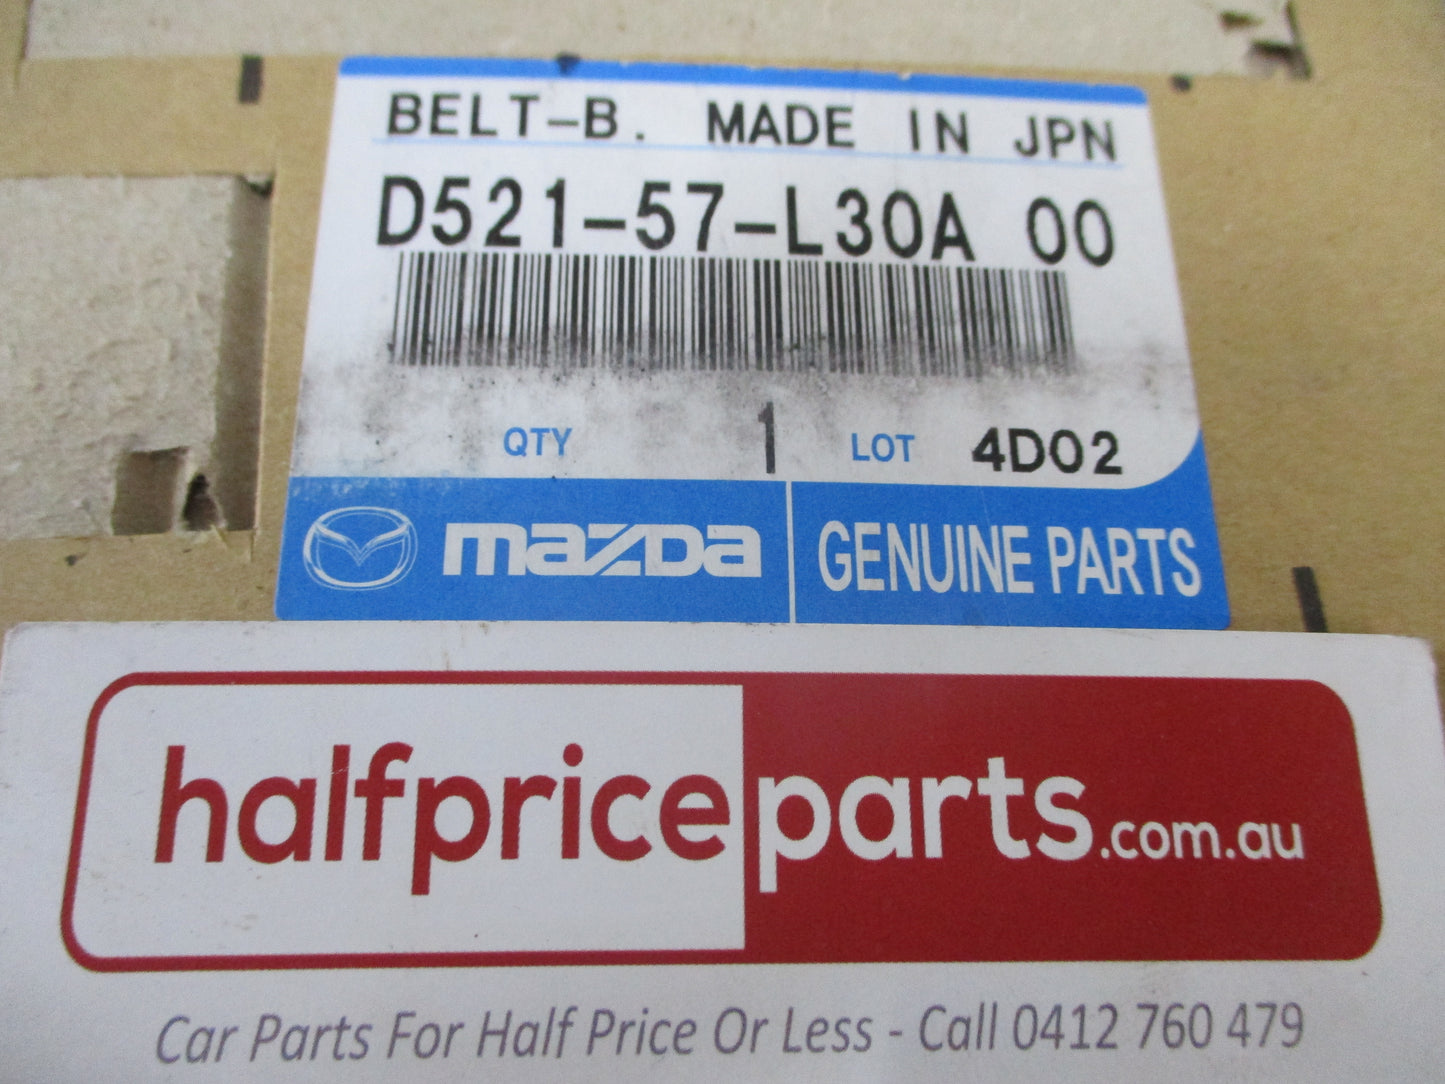 BELT-B. MADE IN JPN
D521-57-L30A 00
QTY 1 LOT 4D02
mazda GENUINE PARTS
halfpriceparts.com.au
Car Parts For Half Price Or Less - Call 0412 760 479